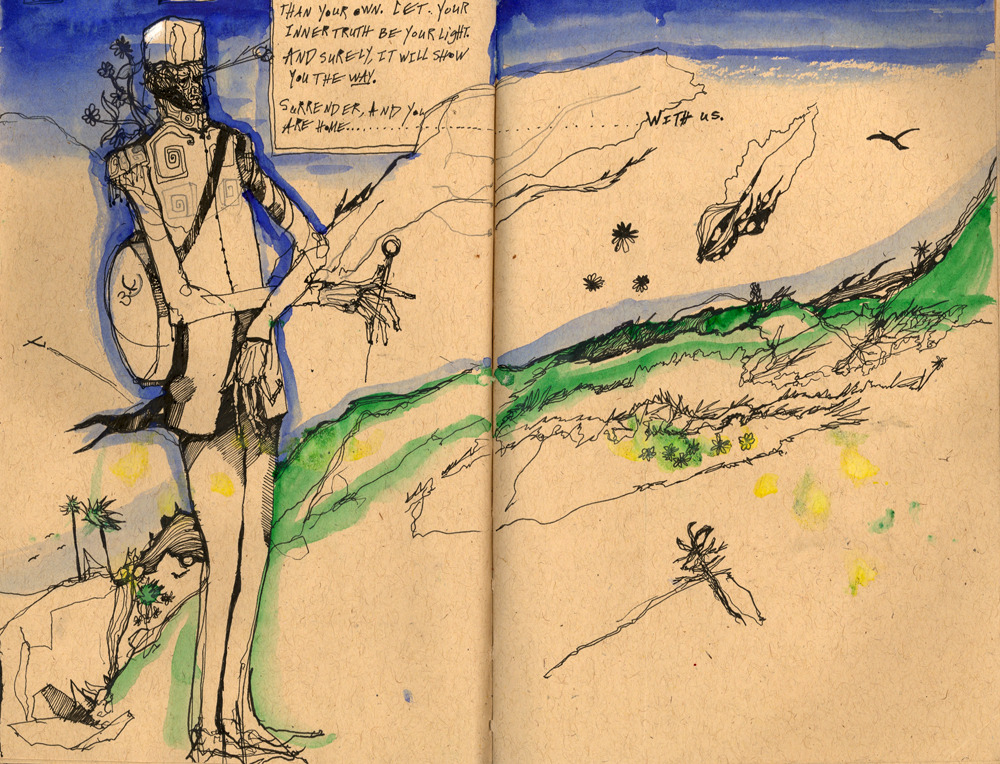 THAN YOUR OWN. LET. YOUR
INNER TRUTH BE YOUR LIGHT.
AND SURELY, IT WILL SHOW
YOU THE WAY.
SURRENDER, AND YOU
ARE HOME.................................. WITH US.